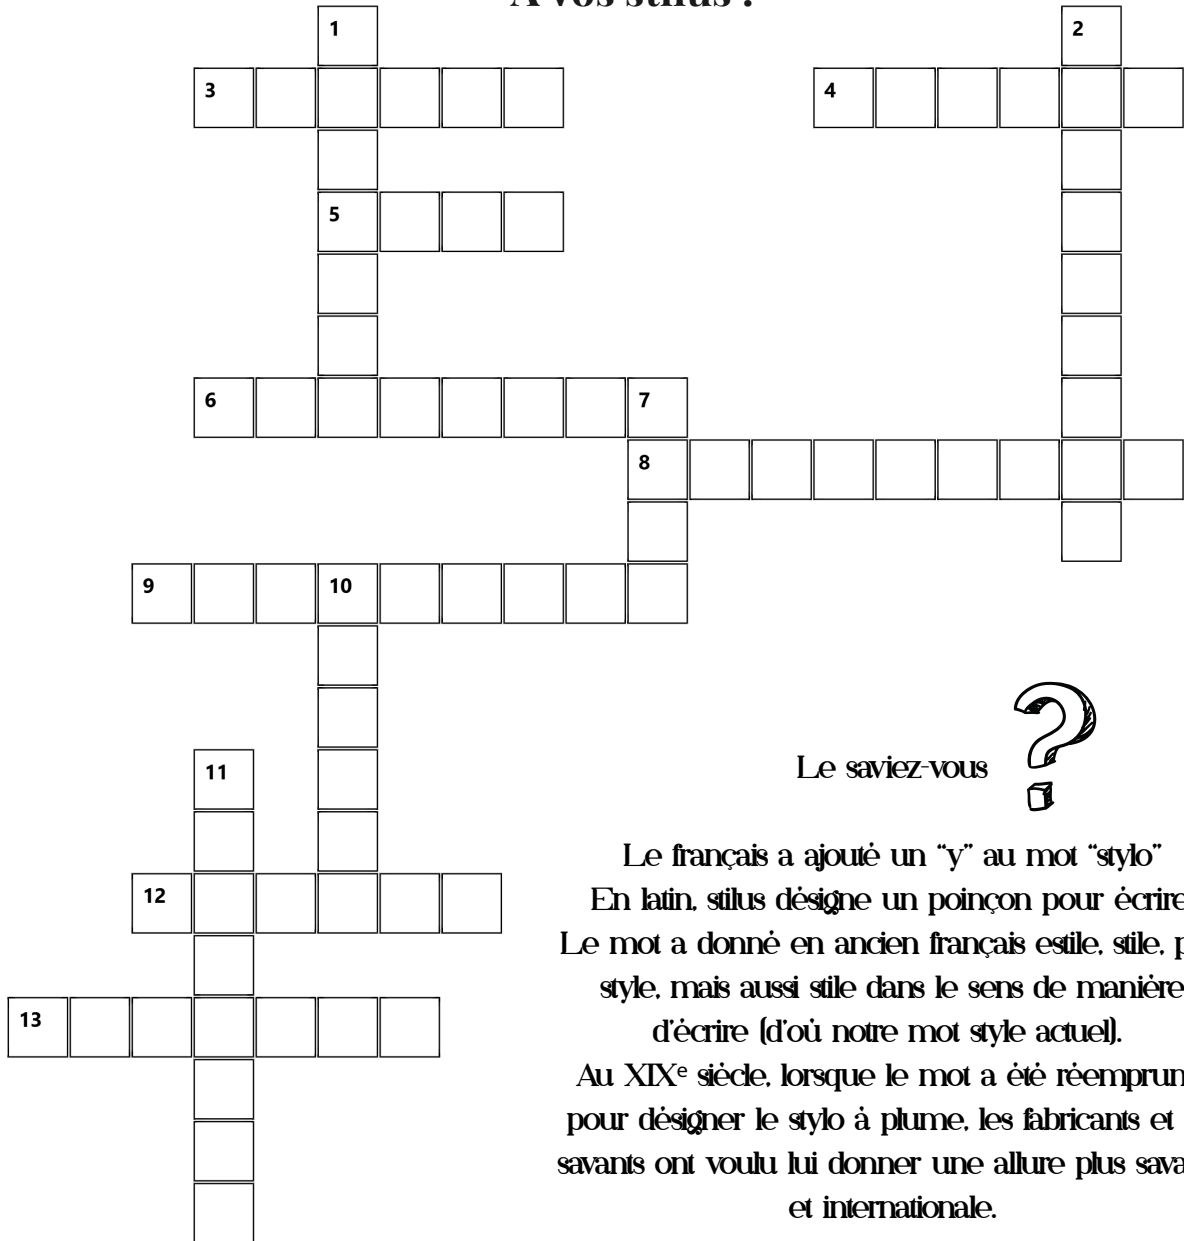 À vos stilus !
1
2
3
4
5
6
7
8
9
10
11
12
13
Le saviez-vous
?
Le français a ajouté un “y” au mot “stylo”
En latin, stilus désigne un poinçon pour écrire
Le mot a donné en ancien français estile, stile,
style, mais aussi stile dans le sens de manière
d'écrire (d'où notre mot style actuel).
Au XIXᵉ siècle, lorsque le mot a été
pour désigner le stylo à plume, les fabricants et
savants ont voulu lui donner une allure plus
et internationale.